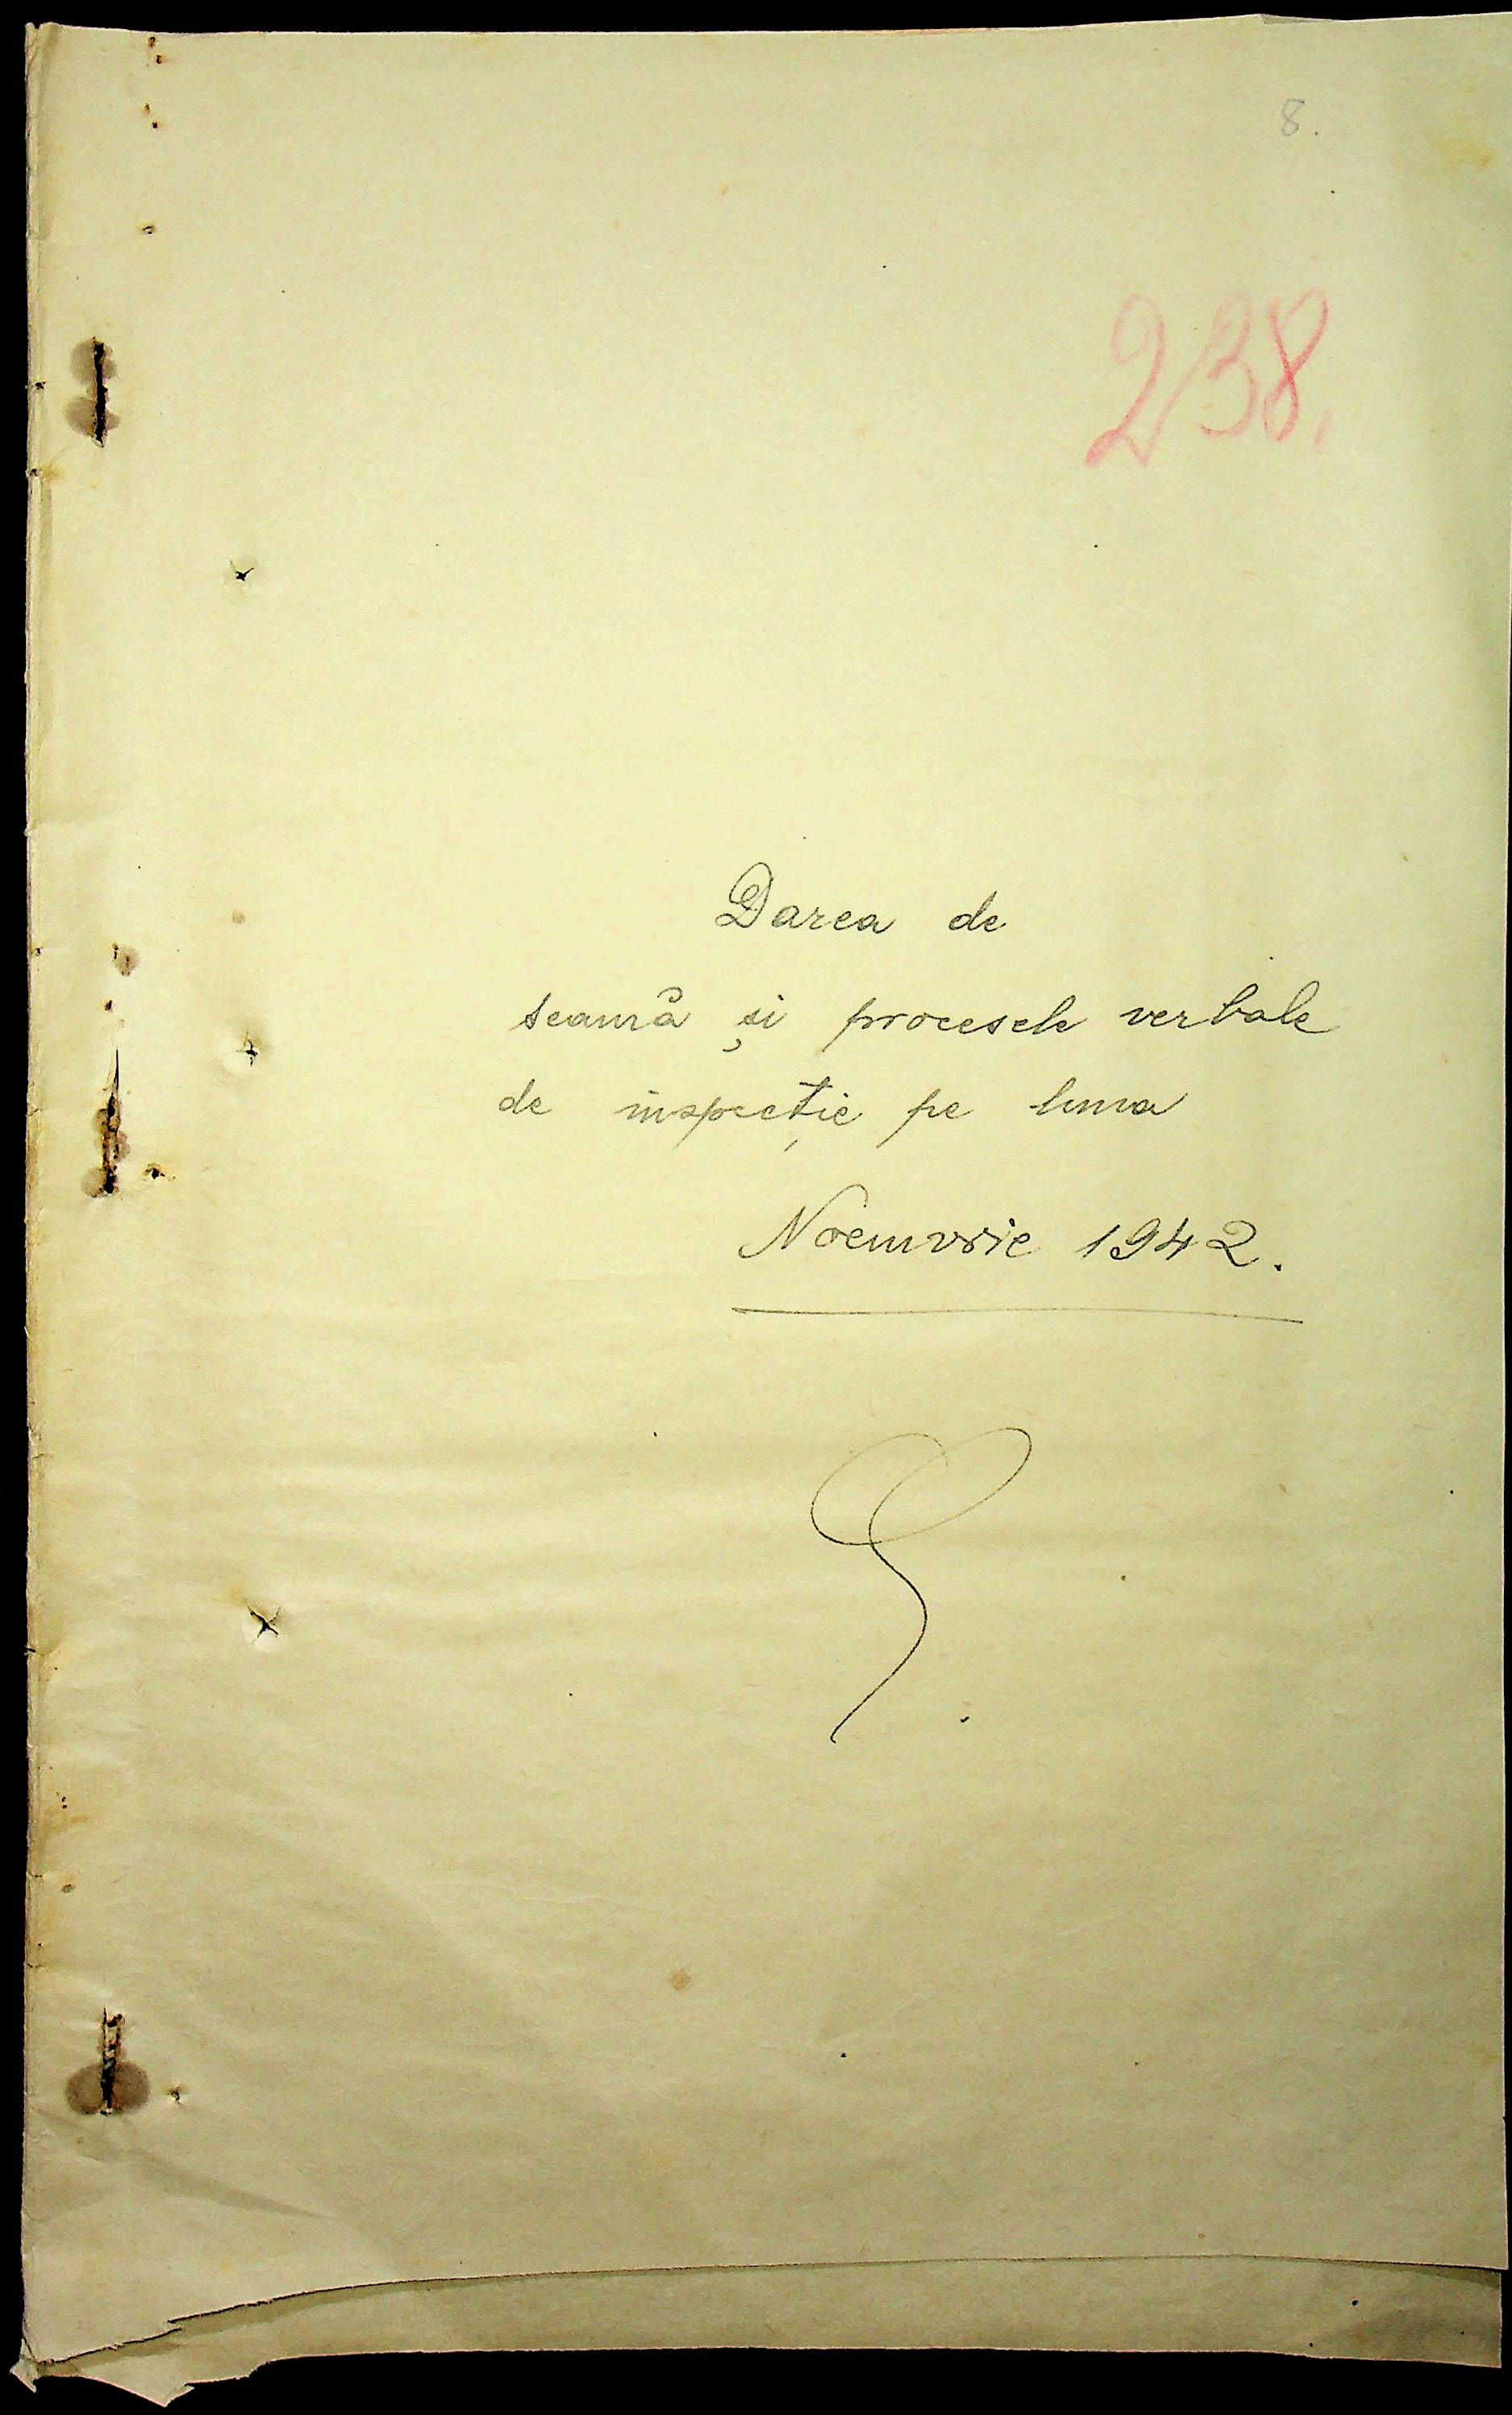 8.
238.
Darea de
seamă și procesele verbale
de inspecție pe luna
Noemvrie 1942.